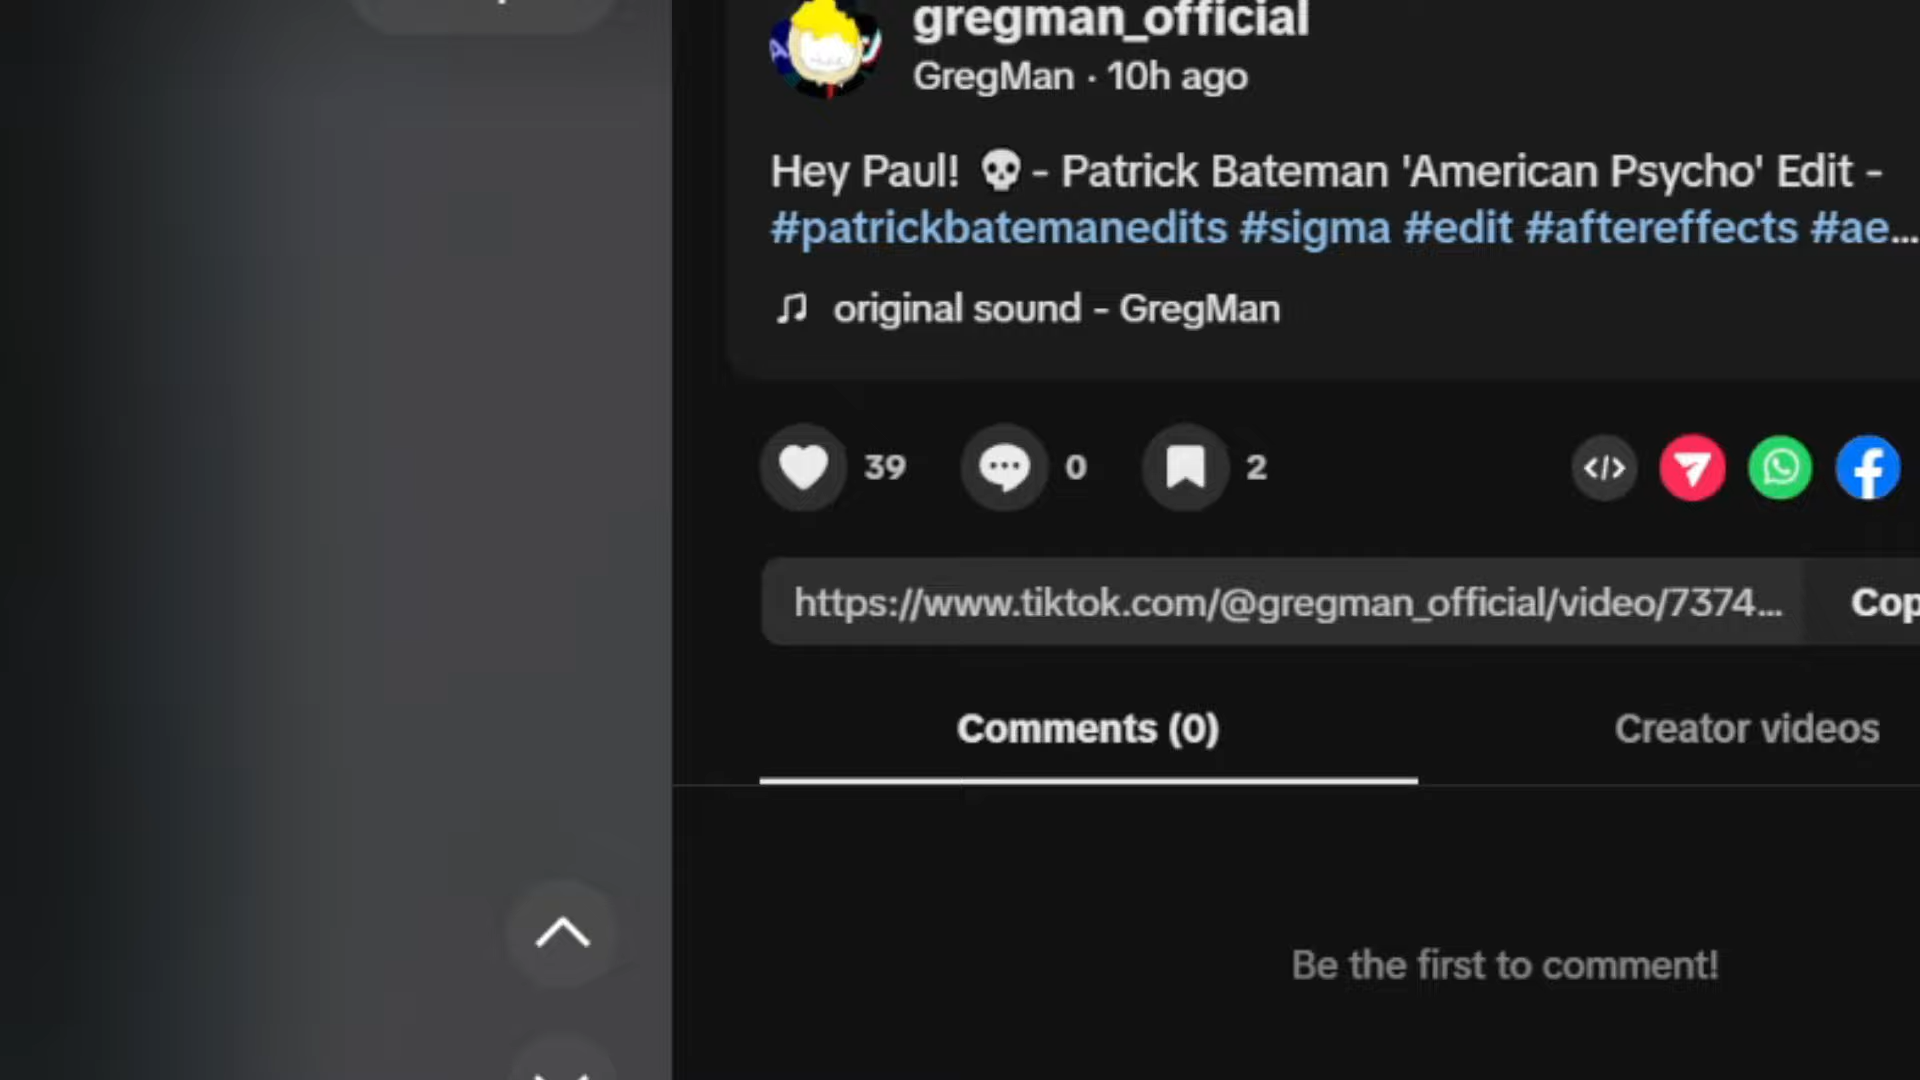 gregman_official
GregMan · 10h ago
Hey Paul! 💀 - Patrick Bateman 'American Psycho' Edit -
#patrickbatemanedits #sigma #edit #aftereffects #ae...
original sound - GregMan
39 0 2
https://www.tiktok.com/@gregman_official/video/7374... Cop
Comments (0) Creator videos
Be the first to comment!